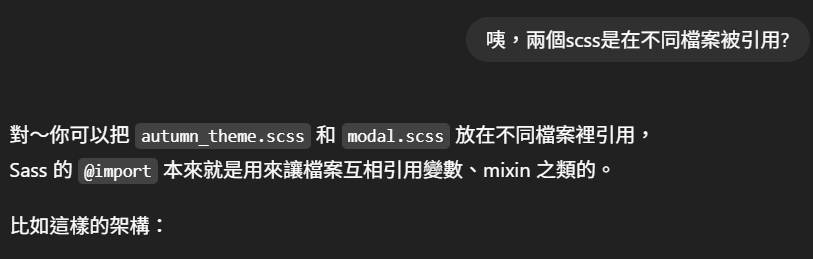 咦，兩個scss是在不同檔案被引用?
對～你可以把 autumn_theme.scss 和 modal.scss 放在不同檔案裡引用，
Sass 的 @import 本來就是用來讓檔案互相引用變數、mixin 之類的。
比如這樣的架構：